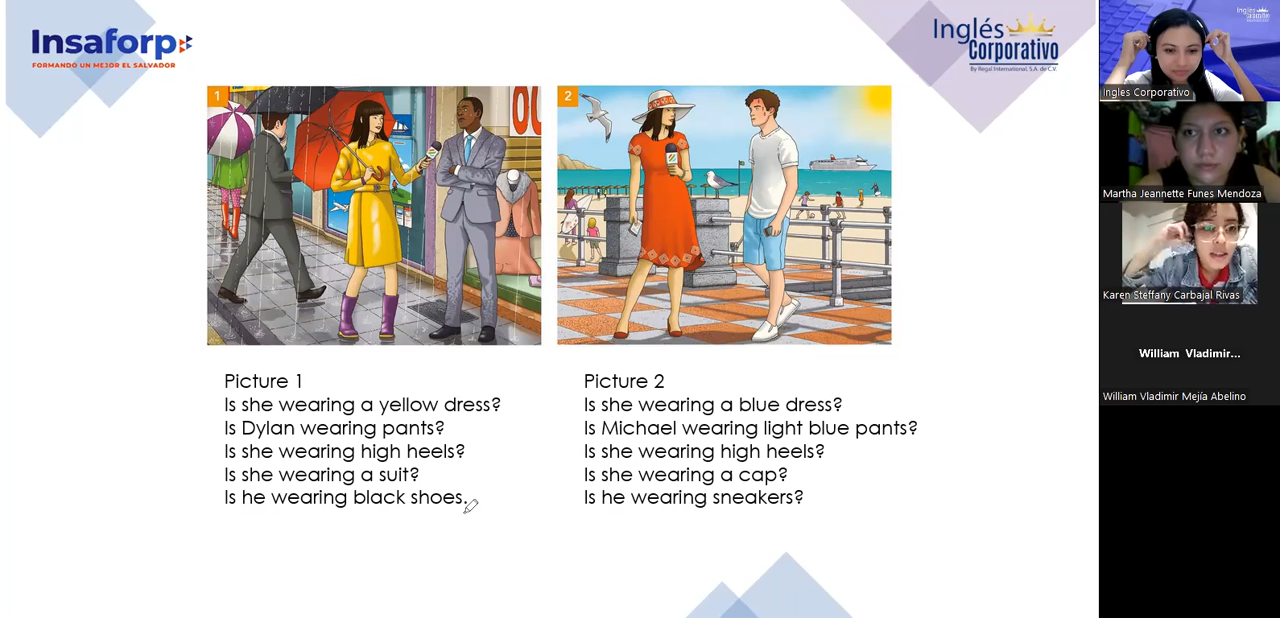 Insaforp
FORMANDO UN MEJOR EL SALVADOR
Inglés
Corporativo
By Regal International, S.A. de C.V.
1
2
Picture 1
Is she wearing a yellow dress?
Is Dylan wearing pants?
Is she wearing high heels?
Is she wearing a suit?
Is he wearing black shoes.
Picture 2
Is she wearing a blue dress?
Is Michael wearing light blue pants?
Is she wearing high heels?
Is she wearing a cap?
Is he wearing sneakers?
Ingles Corporativo
Martha Jeannette Funes Mendoza
Karen Steffany Carbajal Rivas
William Vladimir...
William Vladimir Mejía Abelino